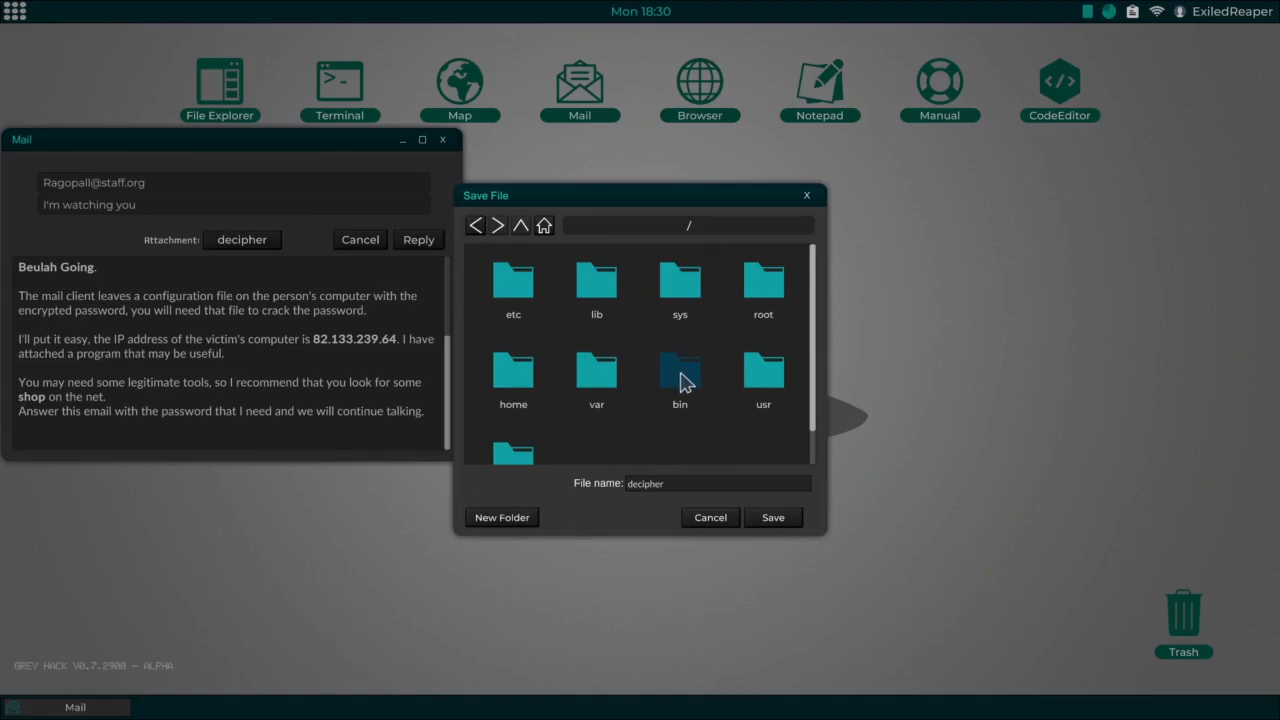 Mon 18:30
ExiledReaper
File Explorer
Terminal
Map
Mail
Browser
Notepad
Manual
CodeEditor
Mail
Ragopall@staff.org
I'm watching you
Attachment: decipher Cancel Reply
Beulah Going.
The mail client leaves a configuration file on the person's computer with the
encrypted password, you will need that file to crack the password.
I'll put it easy, the IP address of the victim's computer is 82.133.239.64. I have
attached a program that may be useful.
You may need some legitimate tools, so I recommend that you look for some
shop on the net.
Answer this email with the password that I need and we will continue talking.
Save File X
/
etc lib sys root
home var bin usr
File name: decipher
New Folder Cancel Save
Trash
GREY HACK V0.7.2900 - ALPHA
Mail